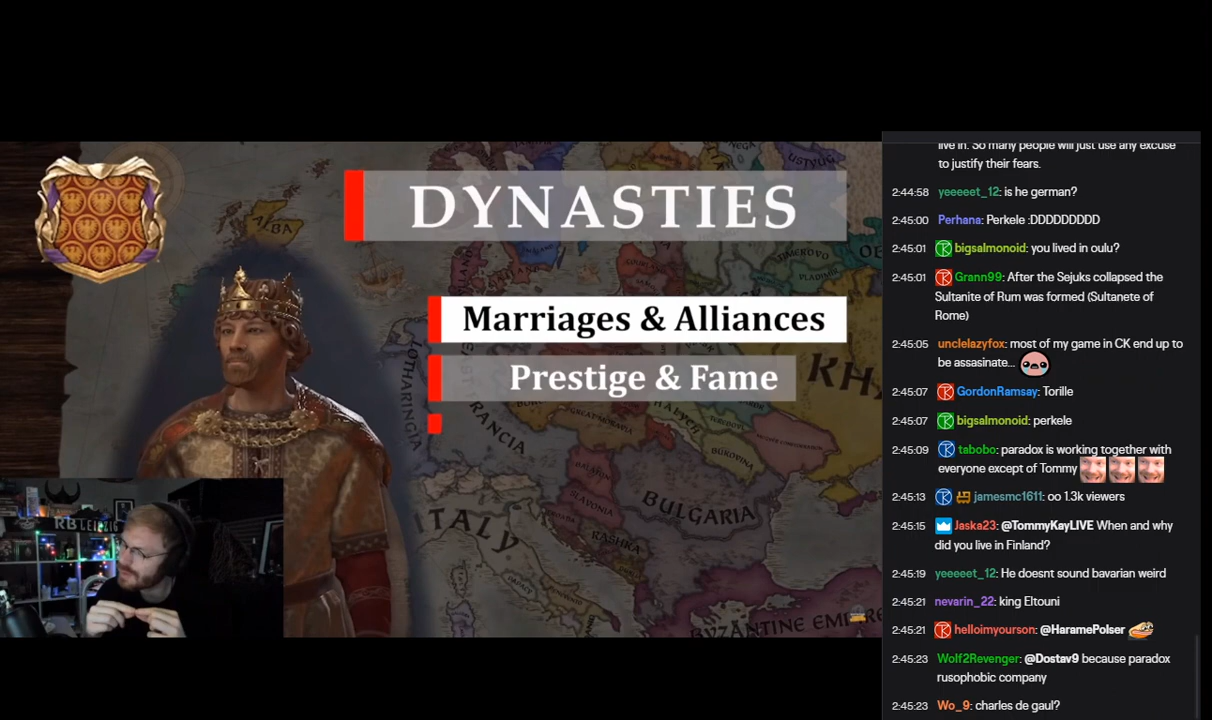 DYNASTIES
Marriages & Alliances
Prestige & Fame
ALBA
USTYUG
VLADIMIR
LOTHARINGIA
FRANCIA
KH
ITALY
SLAVONIA
RASHKA
BULGARIA
BUKOVINA
BYZANTINE EMPIRE
RB LEIPZIG
live in. So many people will just use any excuse
to justify their fears.
2:44:58 yeeeeet_12: is he german?
2:45:00 Perhana: Perkele :DDDDDDDDD
2:45:01 bigsalmonoid: you lived in oulu?
2:45:01 Grann99: After the Sejuks collapsed the
Sultanite of Rum was formed (Sultanete of
Rome)
2:45:05 unclelazyfox: most of my game in CK end up to
be assasinate...
2:45:07 GordonRamsay: Torille
2:45:07 bigsalmonoid: perkele
2:45:09 tabobo: paradox is working together with
everyone except of Tommy
2:45:13 jamesmc1611: oo 1.3k viewers
2:45:15 Jaska23: @TommyKayLIVE When and why
did you live in Finland?
2:45:19 yeeeeet_12: He doesnt sound bavarian weird
2:45:21 nevarin_22: king Eltouni
2:45:21 helloimyourson: @HaramePolser
2:45:23 Wolf2Revenger: @Dostav9 because paradox
rusophobic company
2:45:23 Wo_9: charles de gaul?